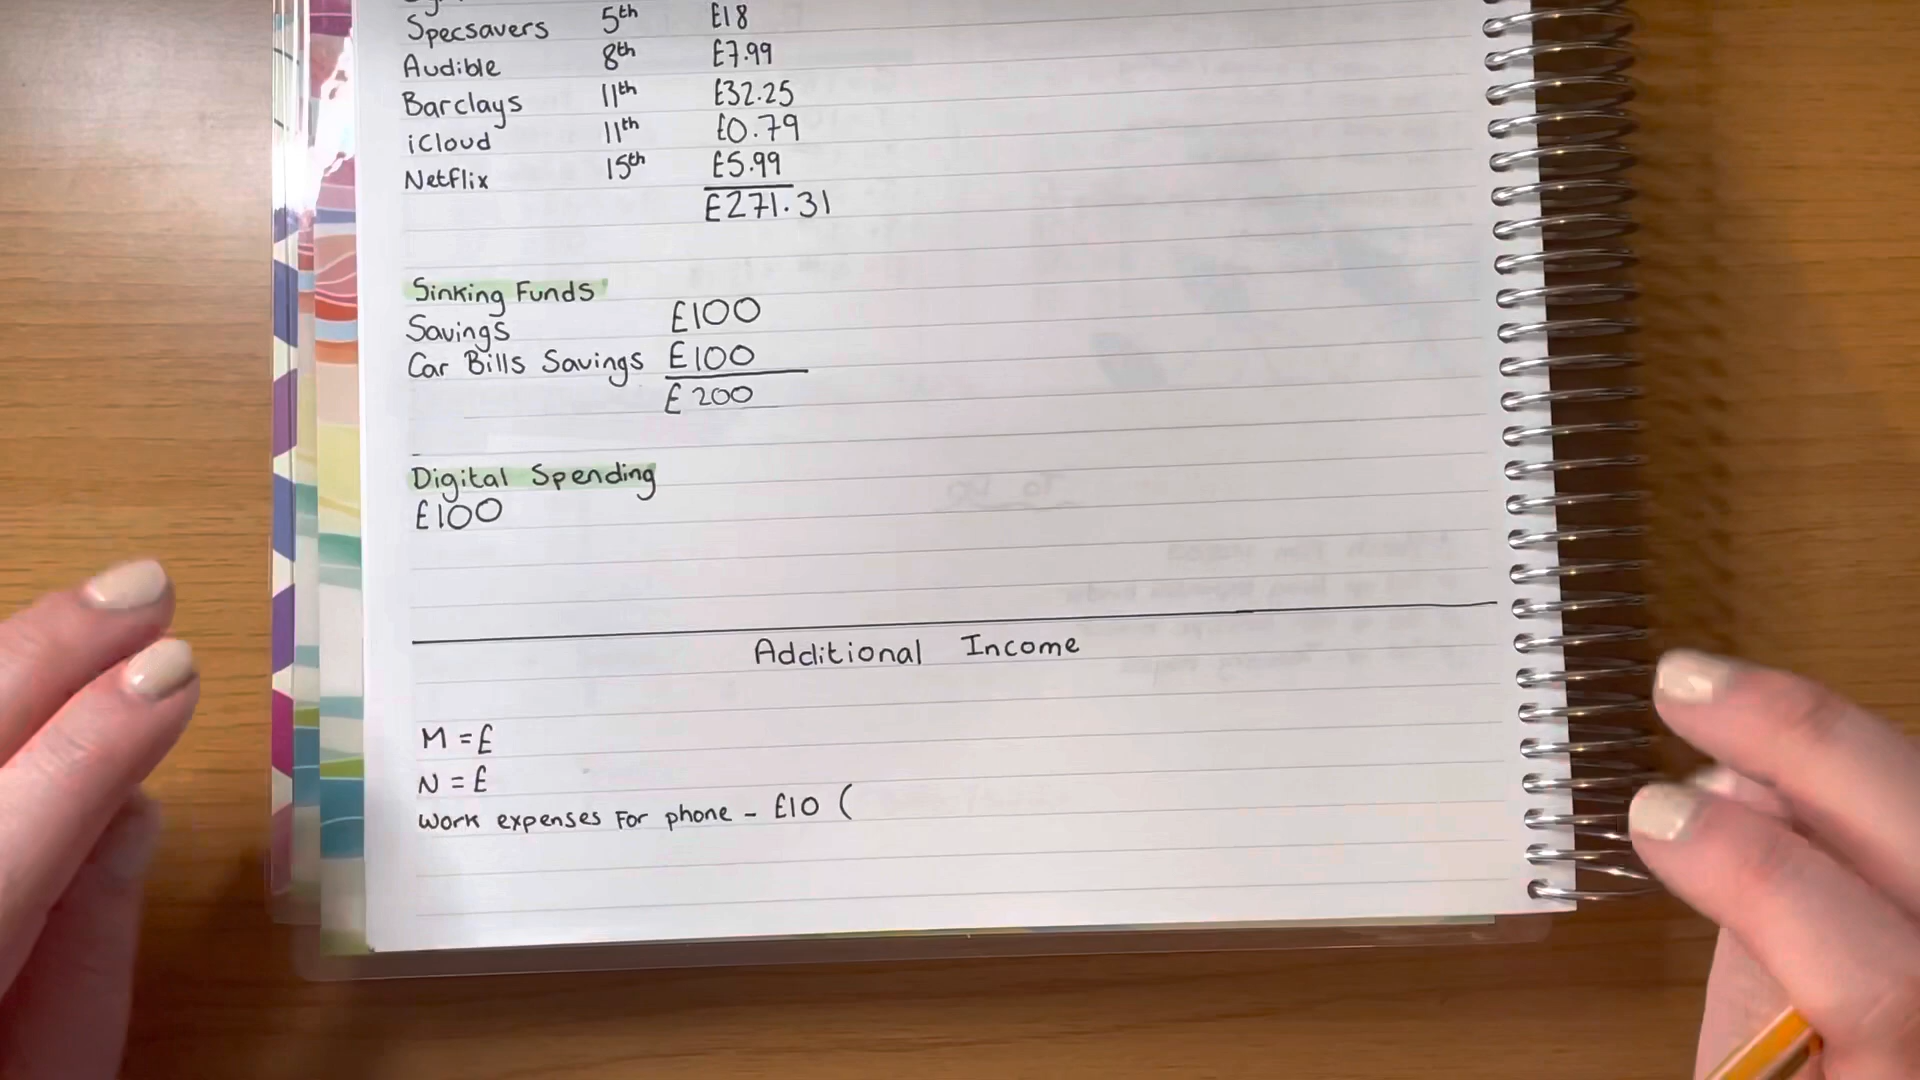 Specsavers 5th £18
Audible 8th £7.99
Barclays 11th £32.25
iCloud 11th £0.79
Netflix 15th £5.99
£271.31
Sinking Funds
Savings £100
Car Bills Savings £100
£200
Digital Spending
£100
Additional Income
M = £
N = £
Work expenses for phone - £10 (